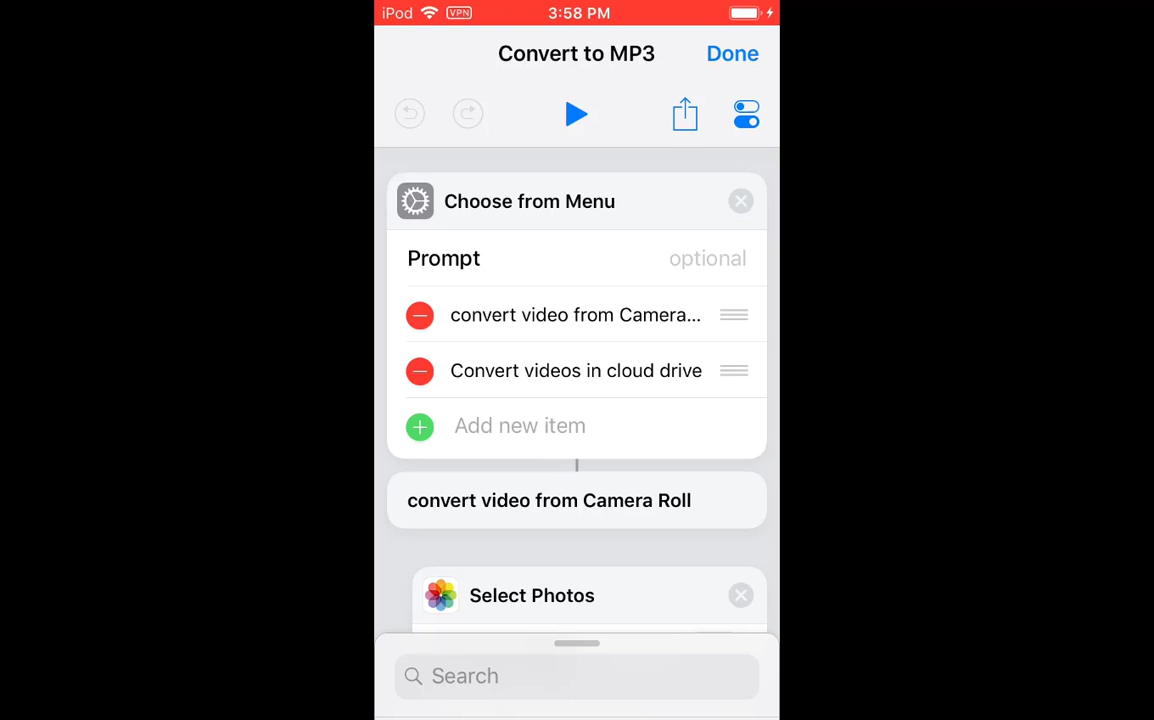 iPod VPN 3:58 PM
Convert to MP3 Done
Choose from Menu
Prompt optional
convert video from Camera...
Convert videos in cloud drive
Add new item
convert video from Camera Roll
Select Photos
Search